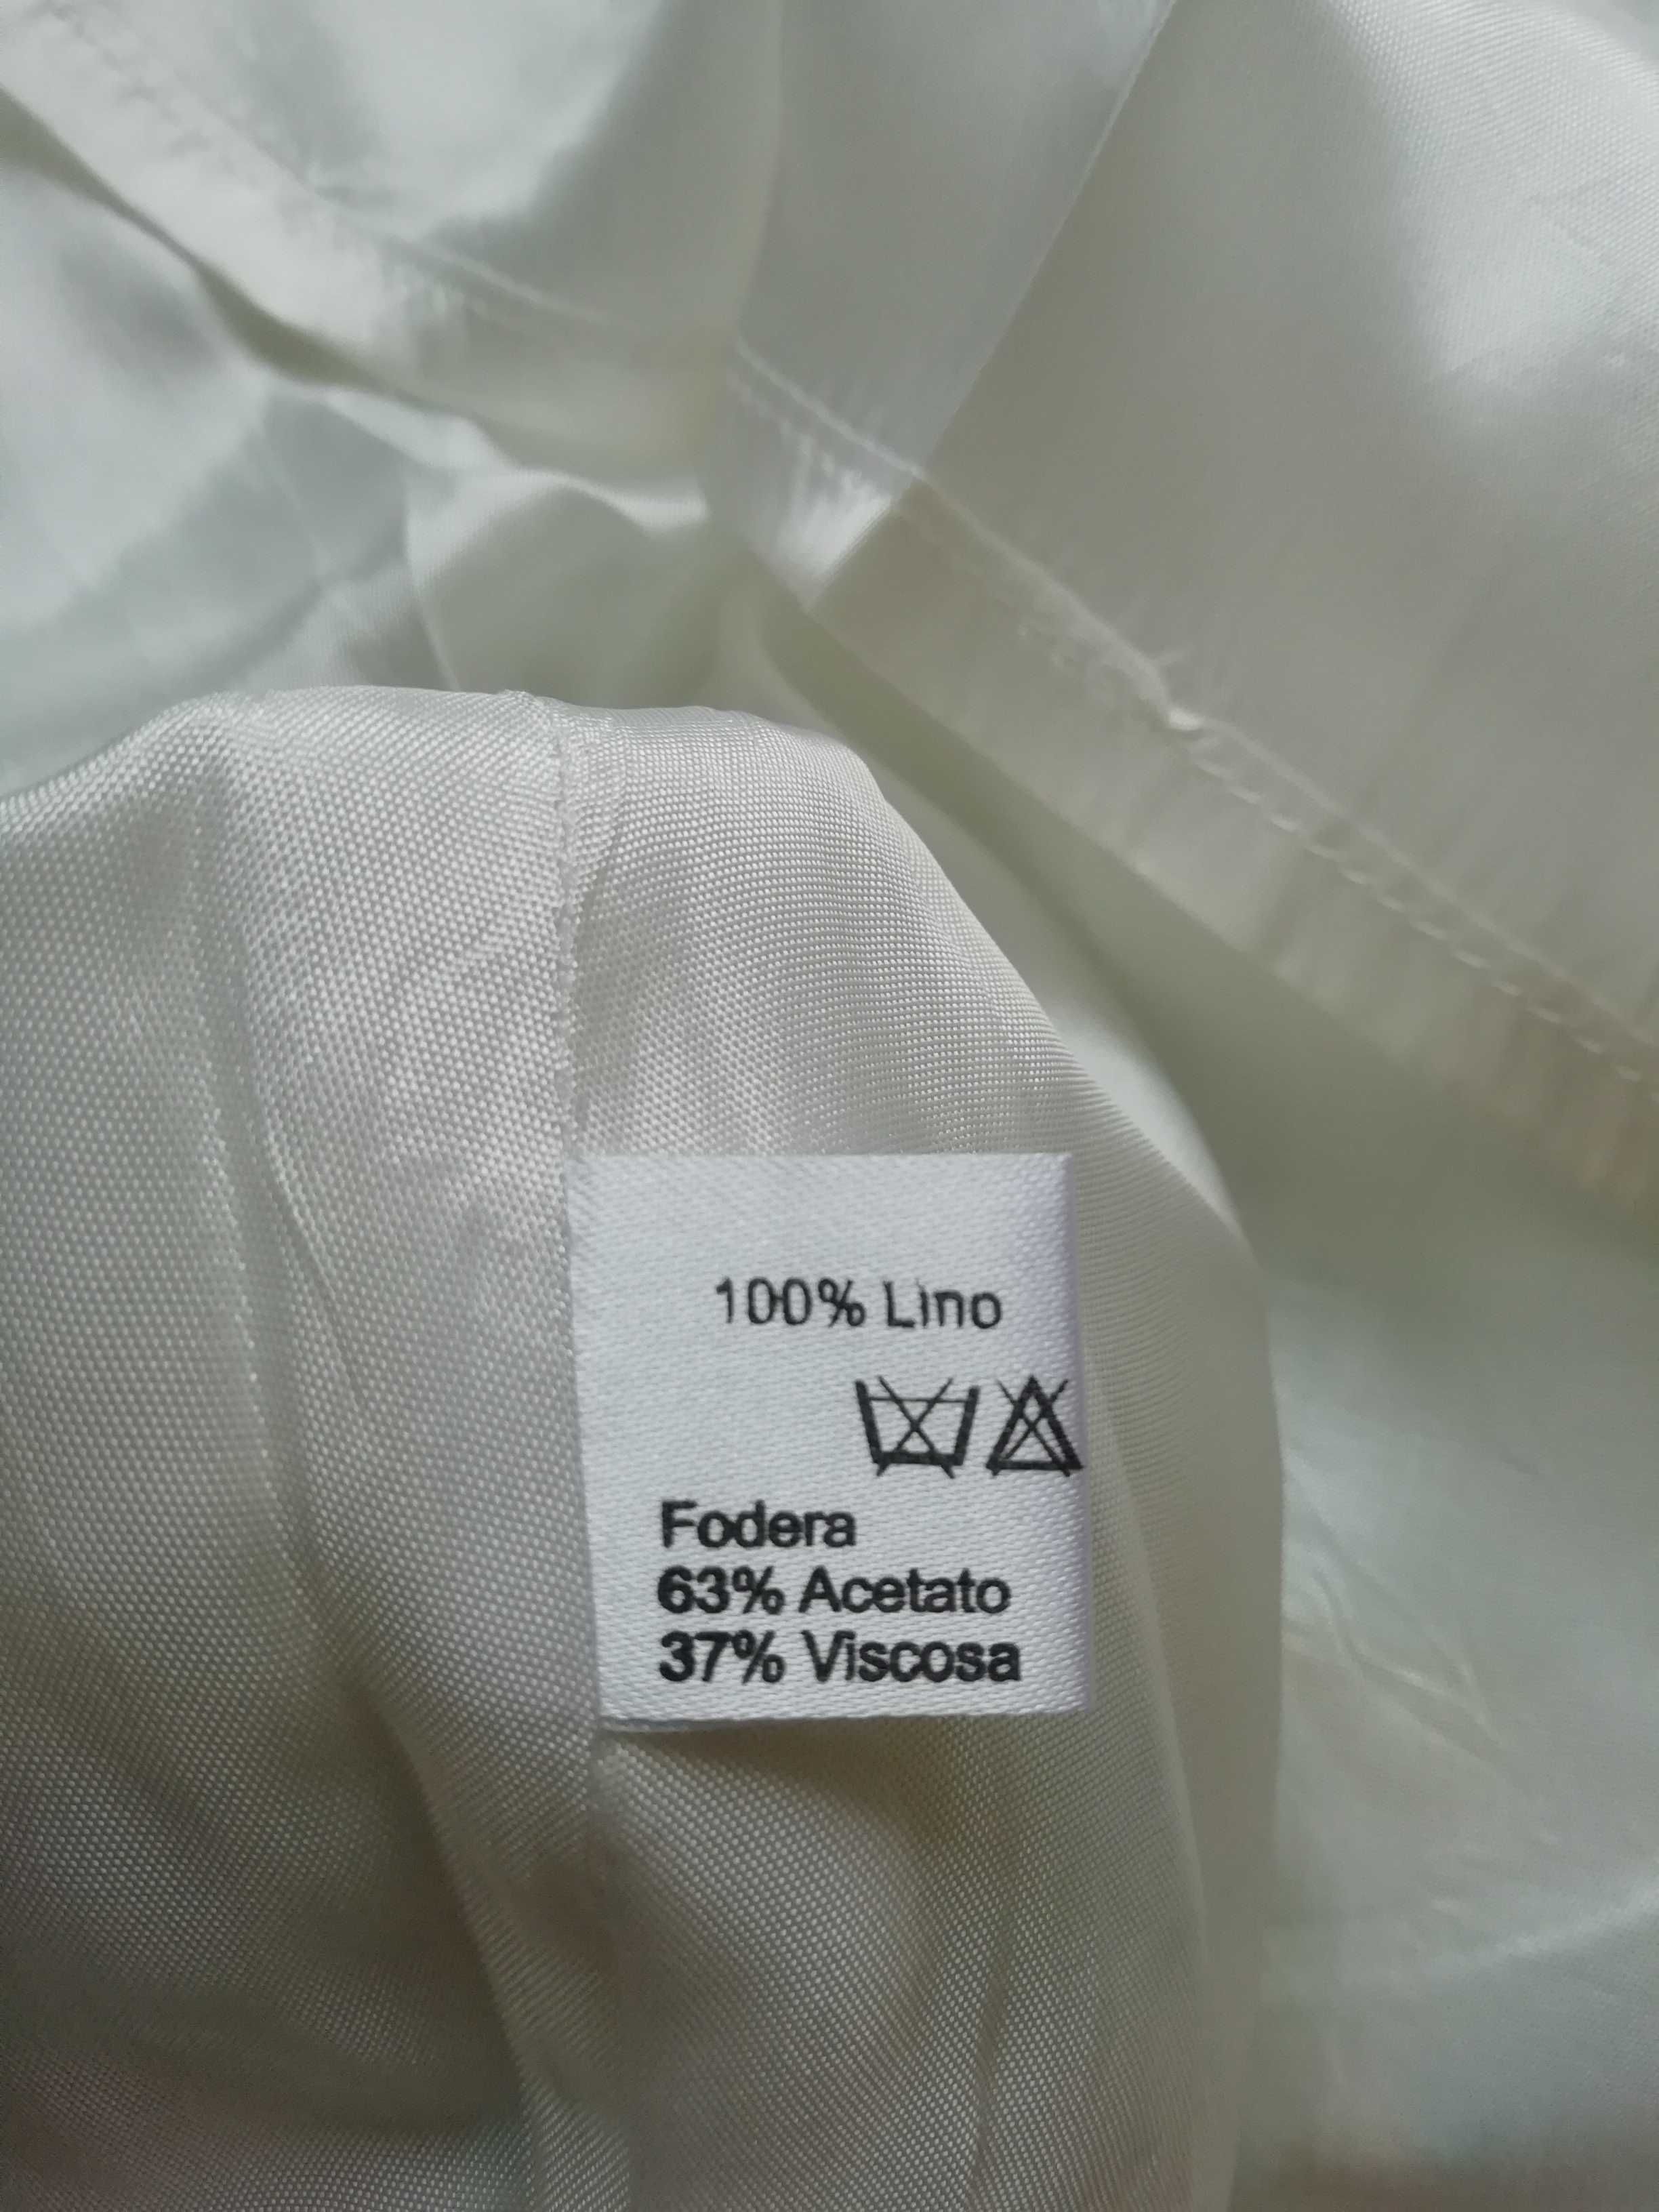 100% Lino
Fodera
63% Acetato
37% Viscosa